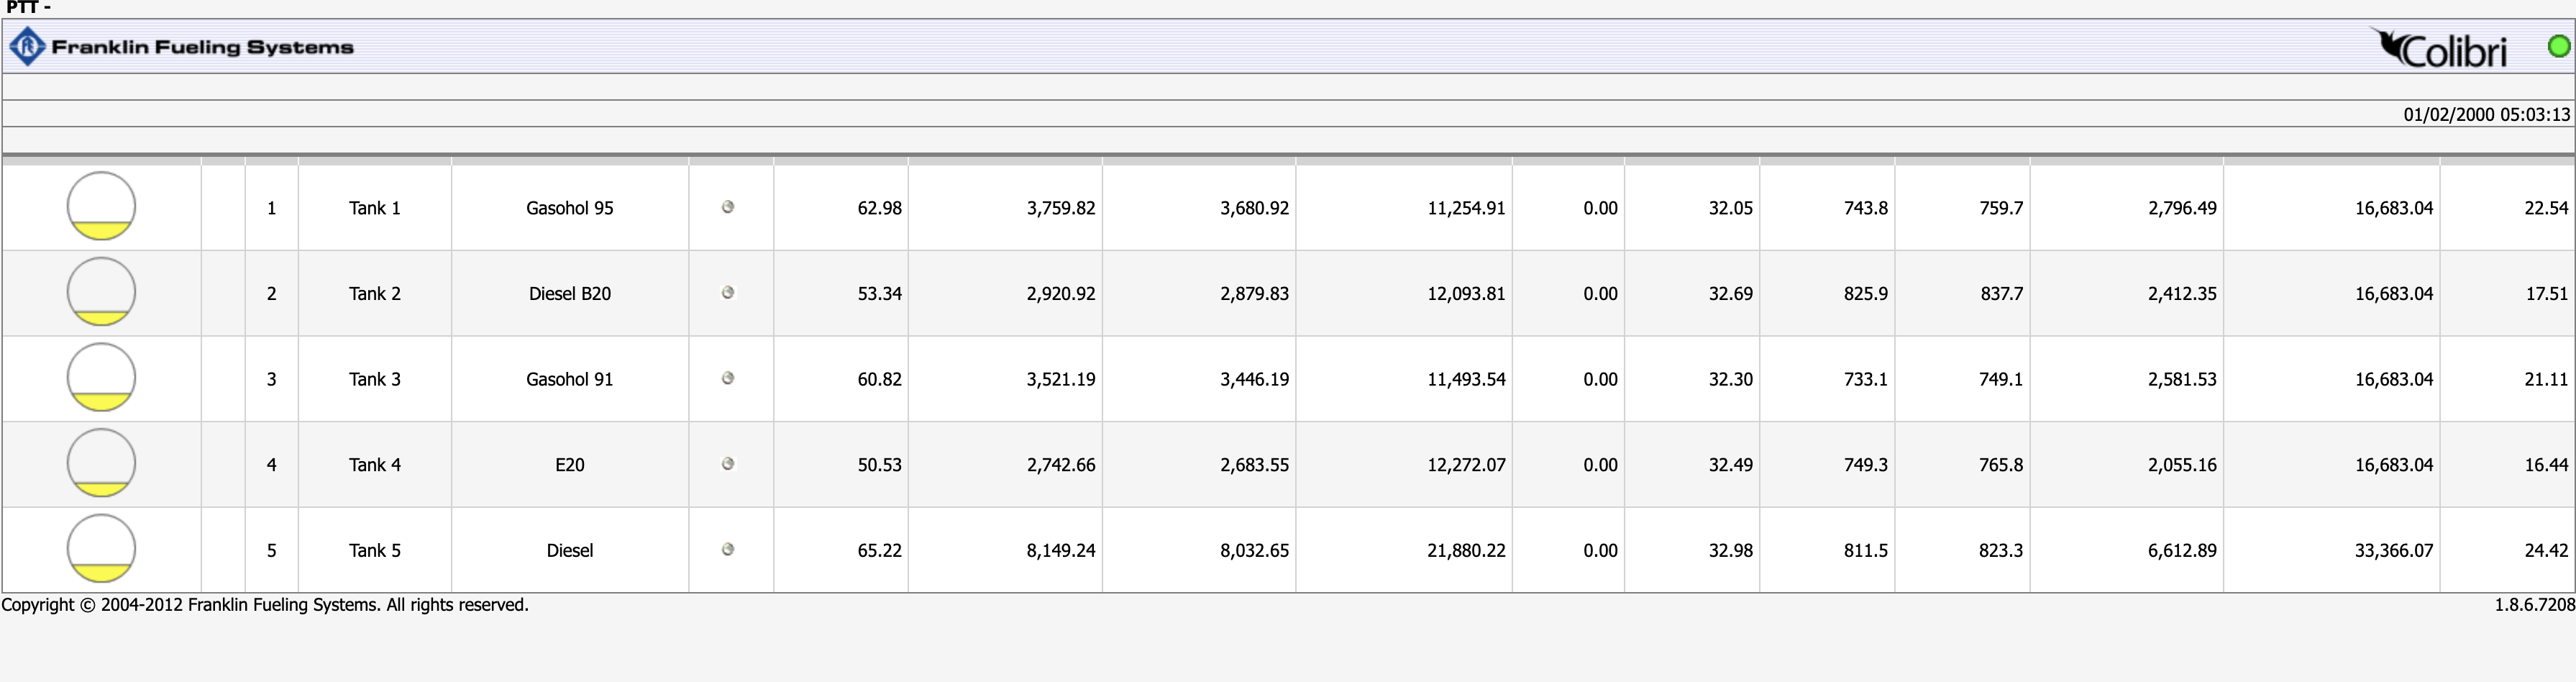 PTT -
Franklin Fueling Systems
Colibri
01/02/2000 05:03:13
1 Tank 1 Gasohol 95 62.98 3,759.82 3,680.92 11,254.91 0.00 32.05 743.8 759.7 2,796.49 16,683.04 22.54
2 Tank 2 Diesel B20 53.34 2,920.92 2,879.83 12,093.81 0.00 32.69 825.9 837.7 2,412.35 16,683.04 17.51
3 Tank 3 Gasohol 91 60.82 3,521.19 3,446.19 11,493.54 0.00 32.30 733.1 749.1 2,581.53 16,683.04 21.11
4 Tank 4 E20 50.53 2,742.66 2,683.55 12,272.07 0.00 32.49 749.3 765.8 2,055.16 16,683.04 16.44
5 Tank 5 Diesel 65.22 8,149.24 8,032.65 21,880.22 0.00 32.98 811.5 823.3 6,612.89 33,366.07 24.42
Copyright © 2004-2012 Franklin Fueling Systems. All rights reserved.
1.8.6.7208